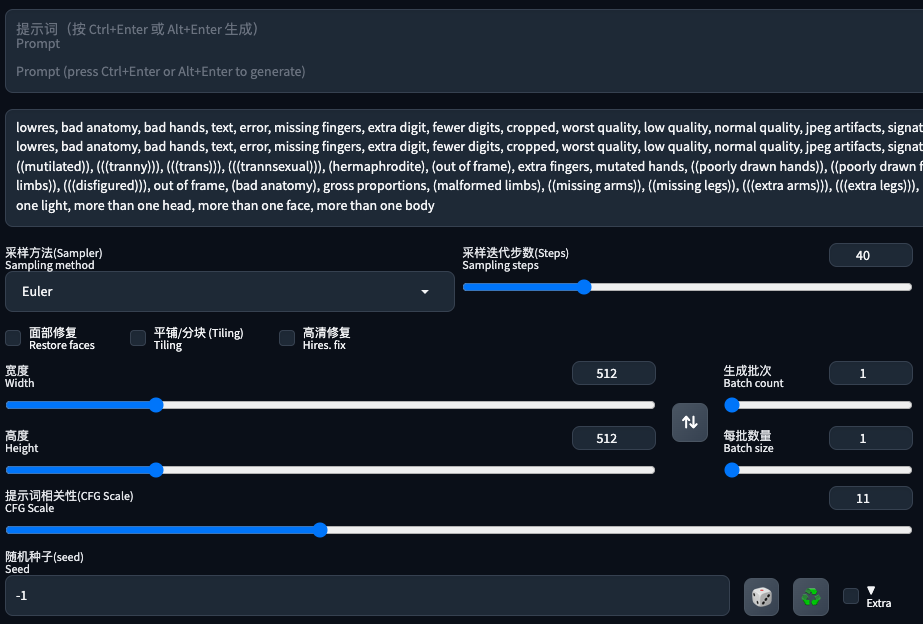 提示词（按 Ctrl+Enter 或 Alt+Enter 生成）
Prompt
Prompt (press Ctrl+Enter or Alt+Enter to generate)
lowres, bad anatomy, bad hands, text, error, missing fingers, extra digit, fewer digits, cropped, worst quality, low quality, normal quality, jpeg artifacts, signat
lowres, bad anatomy, bad hands, text, error, missing fingers, extra digit, fewer digits, cropped, worst quality, low quality, normal quality, jpeg artifacts, signat
((mutilated)), (((tranny))), (((trans))), (((trannsexual))), (hermaphrodite), (out of frame), extra fingers, mutated hands, ((poorly drawn hands)), ((poorly drawn f
limbs)), (((disfigured))), out of frame, (bad anatomy), gross proportions, (malformed limbs), ((missing arms)), ((missing legs)), (((extra arms))), (((extra legs))),
one light, more than one head, more than one face, more than one body
采样方法(Sampler)
Sampling method
Euler
采样迭代步数(Steps)
Sampling steps
40
面部修复
Restore faces
平铺/分块 (Tiling)
Tiling
高清修复
Hires. fix
宽度
Width
512
生成批次
Batch count
1
高度
Height
512
每批数量
Batch size
1
提示词相关性(CFG Scale)
CFG Scale
11
随机种子(seed)
Seed
-1
▼
Extra